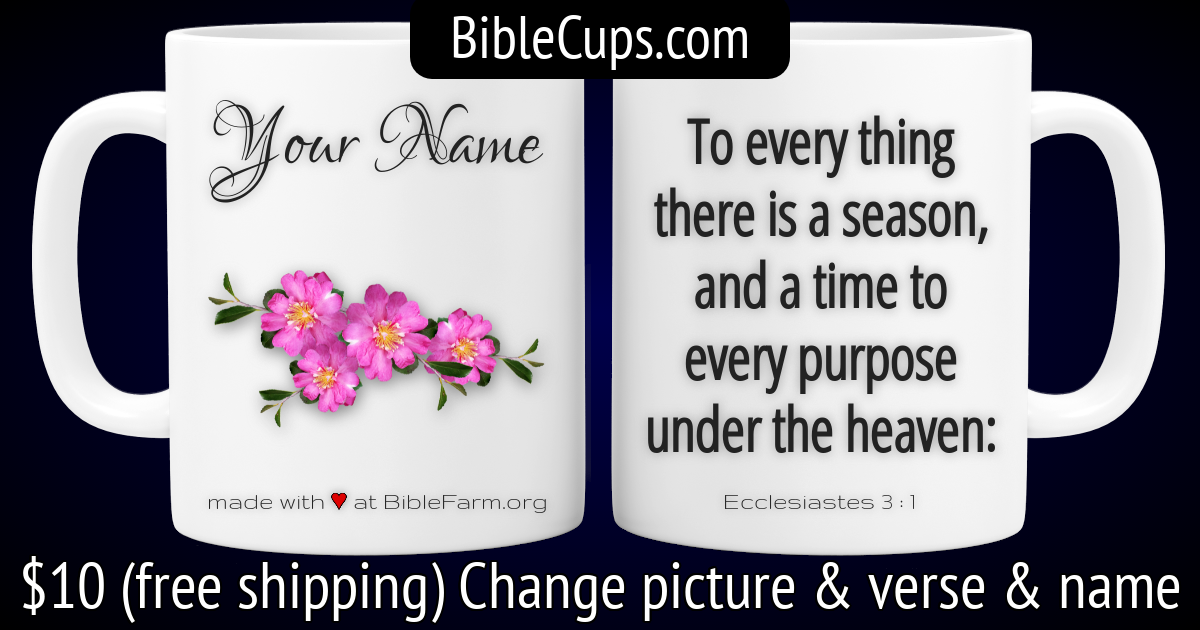 BibleCups.com
Your Name
made with ♥ at BibleFarm.org
To every thing
there is a season,
and a time to
every purpose
under the heaven:
Ecclesiastes 3:1
$10 (free shipping) Change picture & verse & name